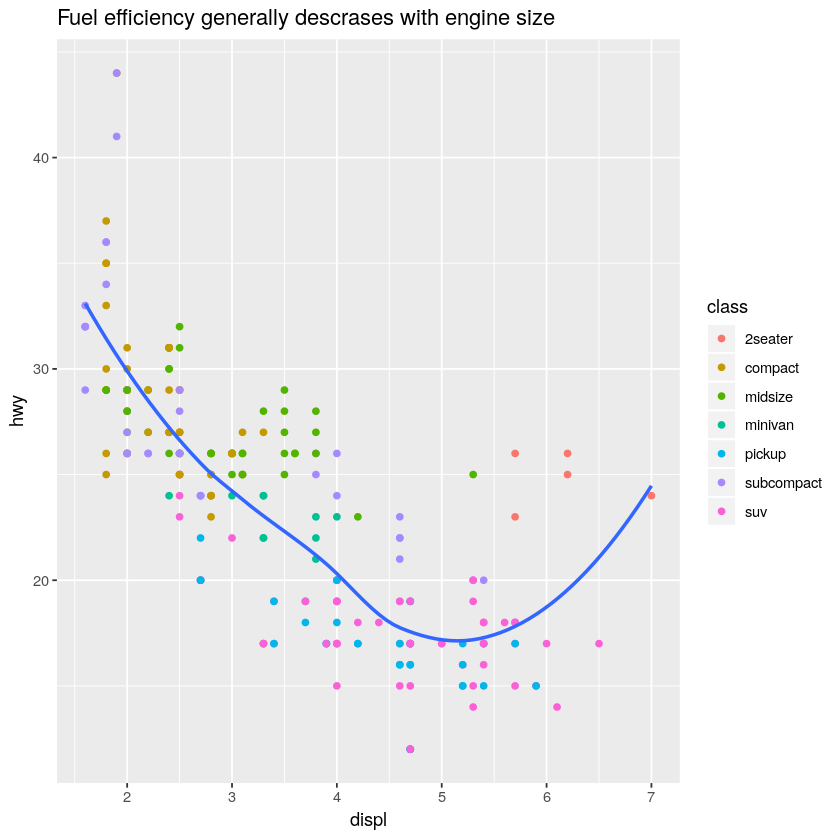 Fuel efficiency generally descrases with engine size
40
30
20
hwy
2 3 4 5 6 7
displ
class
2seater
compact
midsize
minivan
pickup
subcompact
suv